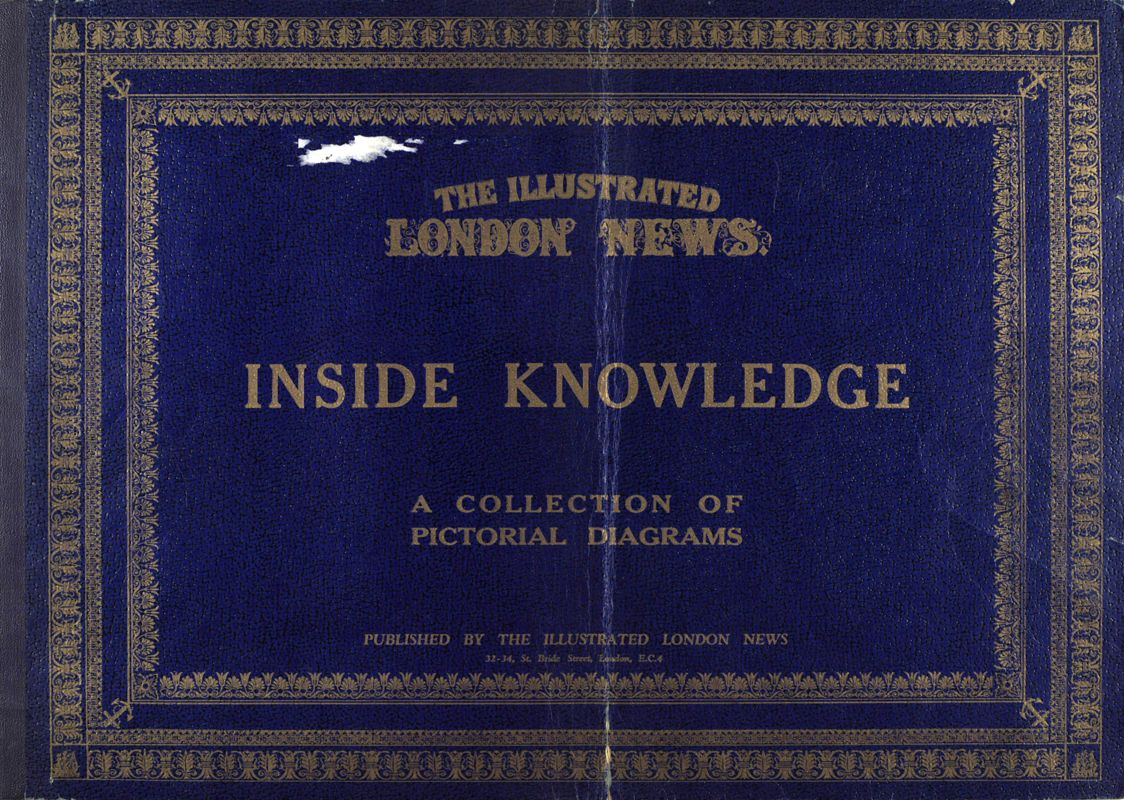 THE ILLUSTRATED
LONDON NEWS.
INSIDE KNOWLEDGE
A COLLECTION OF
PICTORIAL DIAGRAMS
PUBLISHED BY THE ILLUSTRATED LONDON NEWS
32-34, St. Bride Street, London, E.C.4